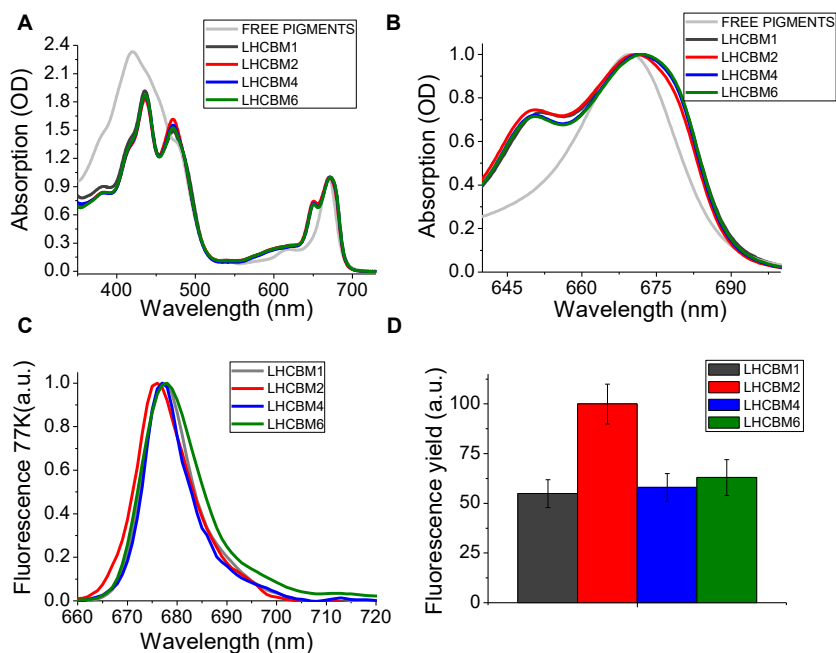 A
FREE PIGMENTS
LHCBM1
LHCBM2
LHCBM4
LHCBM6
2.4
2.1
1.8
1.5
1.2
0.9
0.6
0.3
0.0
Absorption (OD)
400 500 600 700
Wavelength (nm)
B
FREE PIGMENTS
LHCBM1
LHCBM2
LHCBM4
LHCBM6
1.0
0.8
0.6
0.4
0.2
0.0
Absorption (OD)
645 660 675 690
Wavelength (nm)
C
LHCBM1
LHCBM2
LHCBM4
LHCBM6
1.0
0.8
0.6
0.4
0.2
0.0
Fluorescence 77K(a.u.)
660 670 680 690 700 710 720
Wavelength (nm)
D
LHCBM1
LHCBM2
LHCBM4
LHCBM6
100
75
50
25
0
Fluorescence yield (a.u.)